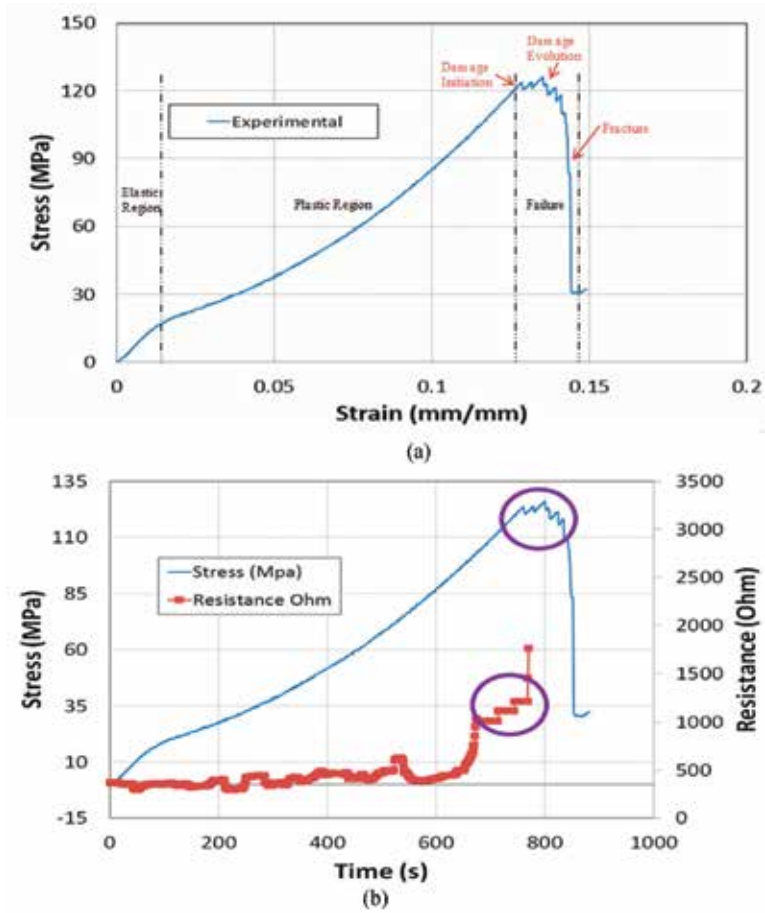 150
Damage
Evolution
Damage
Initiation
120
Experimental
Fracture
90
Stress (MPa)
60
Elastic
Region
Plastic Region
Failure
30
0
0
0.05
0.1
0.15
0.2
Strain (mm/mm)
(a)
135
3500
110
3000
Stress (Mpa)
Resistance Ohm
85
2500
2000
Stress (MPa)
60
1500
Resistance (Ohm)
35
1000
10
500
-15
0
0
200
400
600
800
1000
Time (s)
(b)